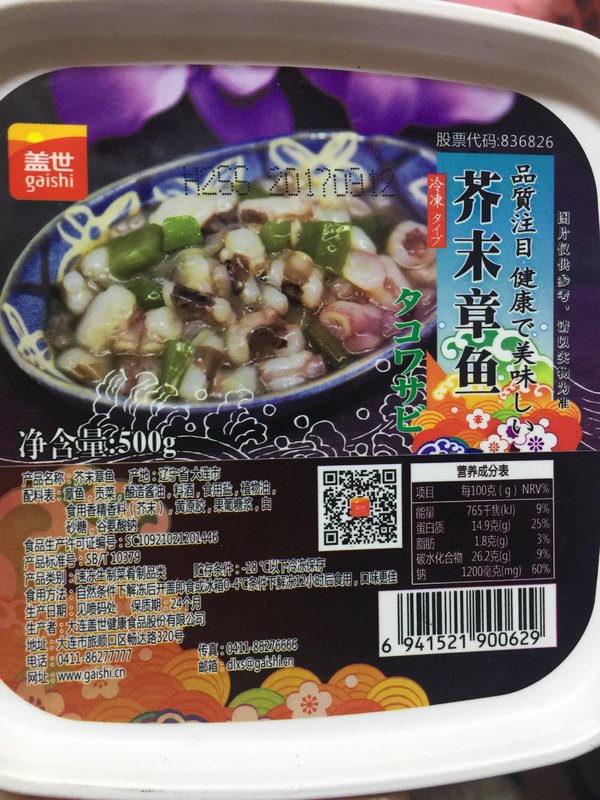 股票代码:836826
盖世
gaishi
H256 20170912
冷凍タイプ
芥末章鱼
品質注目 健康で美味しい
图片仅供参考，请以实物为准
タコワサビ
净含量:500g
产品名称：芥末章鱼 产地：辽宁省 大连市
配料表：章鱼，贡菜，酿造酱油，料酒，食用盐，植物油，
食用香精香料（芥末），黄原胶，果葡糖浆，白
砂糖，谷氨酸钠
食品生产许可证编号：SC10921021201446
产品标准号：SB/T 10379
产品类别：速冻生制菜肴制品类 贮存条件：-18℃以下冷冻保存
食用方法：自然条件下解冻后开盖即食或冰箱0-4℃条件下解冻12小时后食用，口味更佳
生产日期：见喷码处 保质期：24个月
生产者：大连盖世健康食品股份有限公司
地址：大连市旅顺口区畅达路320号
电话：0411-86277777 传真：0411-86276666
网址：www.gaishi.cn 邮箱：dlxs@gaishi.cn
盖世
营养成分表
项目 每100克(g) NRV%
能量 765千焦(kJ) 9%
蛋白质 14.9克(g) 25%
脂肪 1.8克(g) 3%
碳水化合物 26.2克(g) 9%
钠 1200毫克(mg) 60%
6 941521 900629